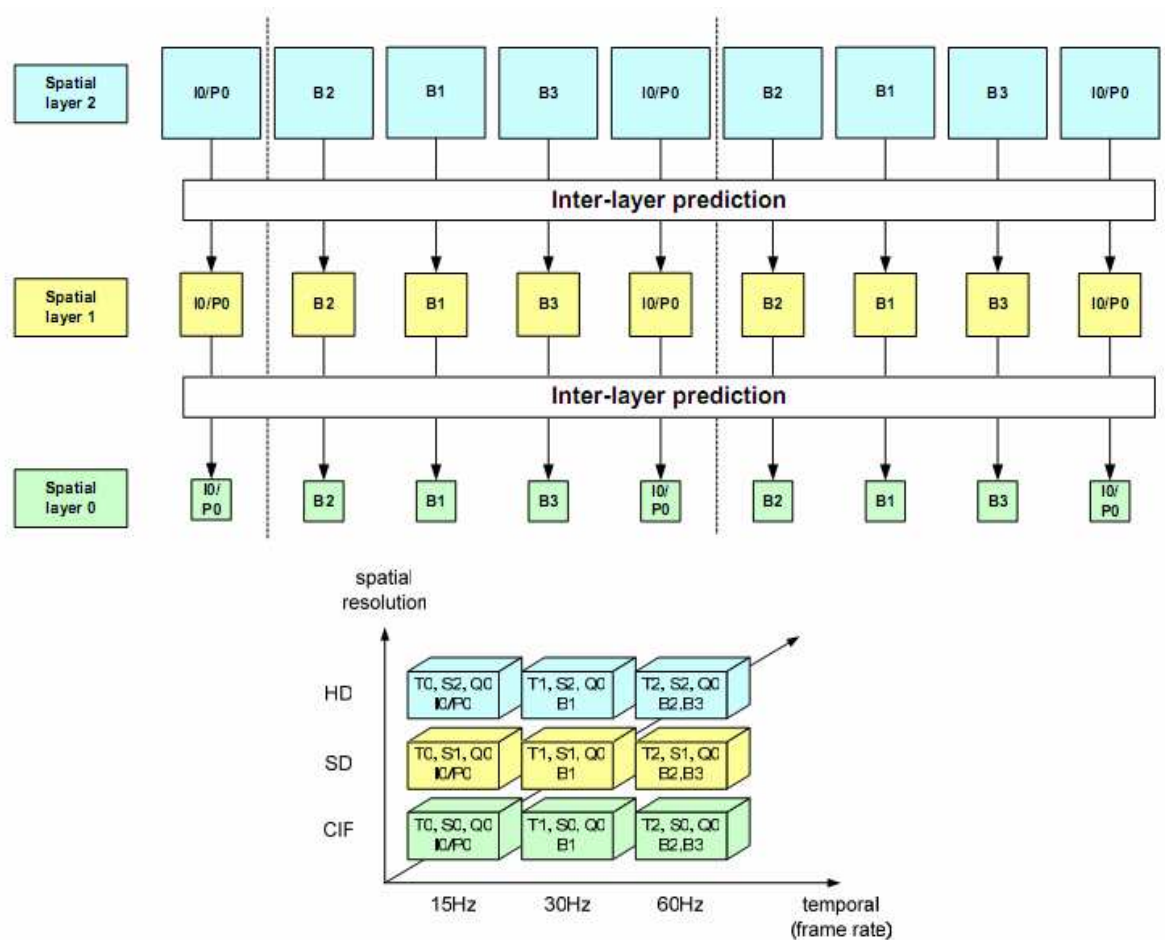 Spatial
layer 2
I0/P0
B2
B1
B3
I0/P0
B2
B1
B3
I0/P0
Inter-layer prediction
Spatial
layer 1
I0/P0
B2
B1
B3
I0/P0
B2
B1
B3
I0/P0
Inter-layer prediction
Spatial
layer 0
I0/
P0
B2
B1
B3
I0/
P0
B2
B1
B3
I0/
P0
spatial
resolution
HD
T0, S2, Q0
I0/P0
T1, S2, Q0
B1
T2, S2, Q0
B2,B3
SD
T0, S1, Q0
I0/P0
T1, S1, Q0
B1
T2, S1, Q0
B2,B3
CIF
T0, S0, Q0
I0/P0
T1, S0, Q0
B1
T2, S0, Q0
B2,B3
15Hz
30Hz
60Hz
temporal
(frame rate)